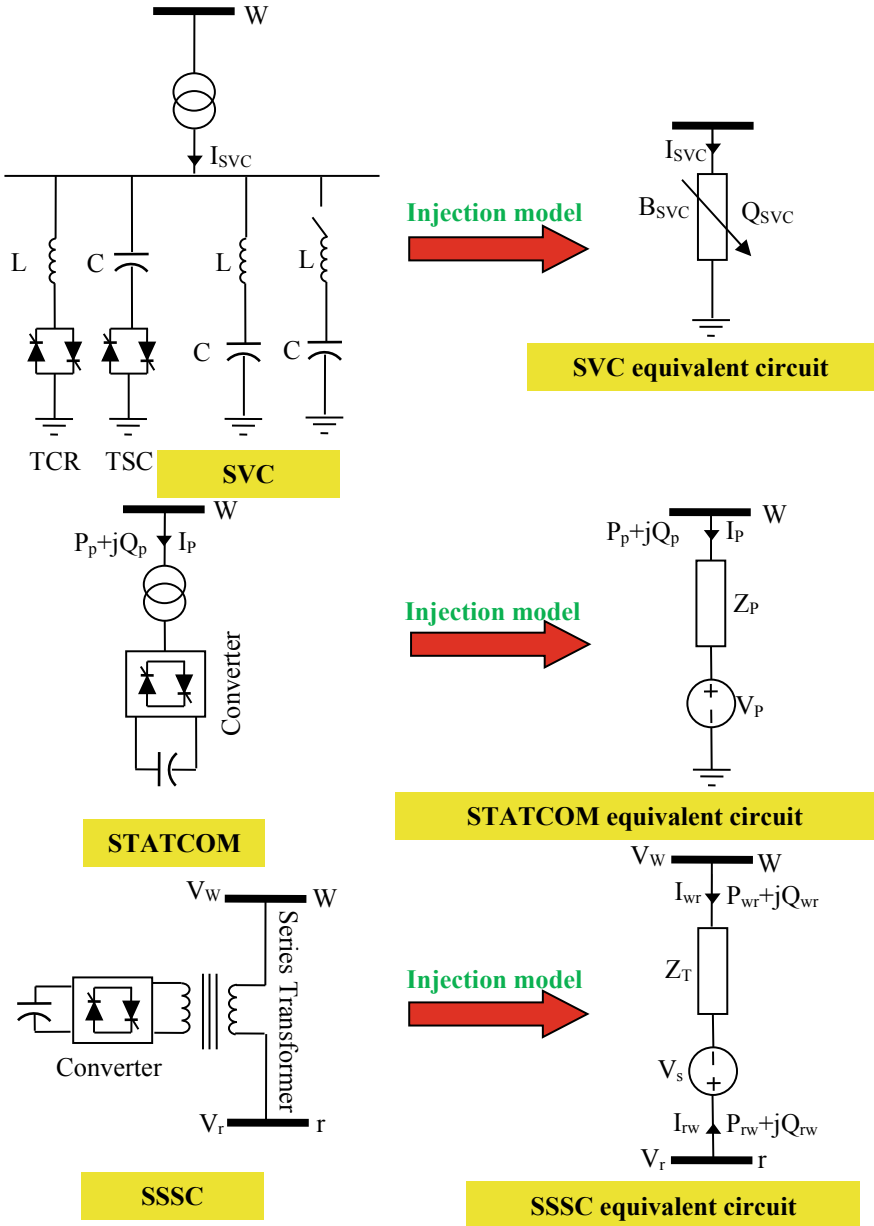 W
I_SVC
L
C
L
L
C
C
TCR
TSC
SVC
Injection model
I_SVC
B_SVC
Q_SVC
SVC equivalent circuit
W
P_p+jQ_p
I_P
Converter
STATCOM
Injection model
W
P_p+jQ_p
I_P
Z_P
V_P
STATCOM equivalent circuit
V_W
W
Series Transformer
Converter
V_r
r
SSSC
Injection model
V_W
W
I_wr
P_wr+jQ_wr
Z_T
V_s
I_rw
P_rw+jQ_rw
V_r
r
SSSC equivalent circuit